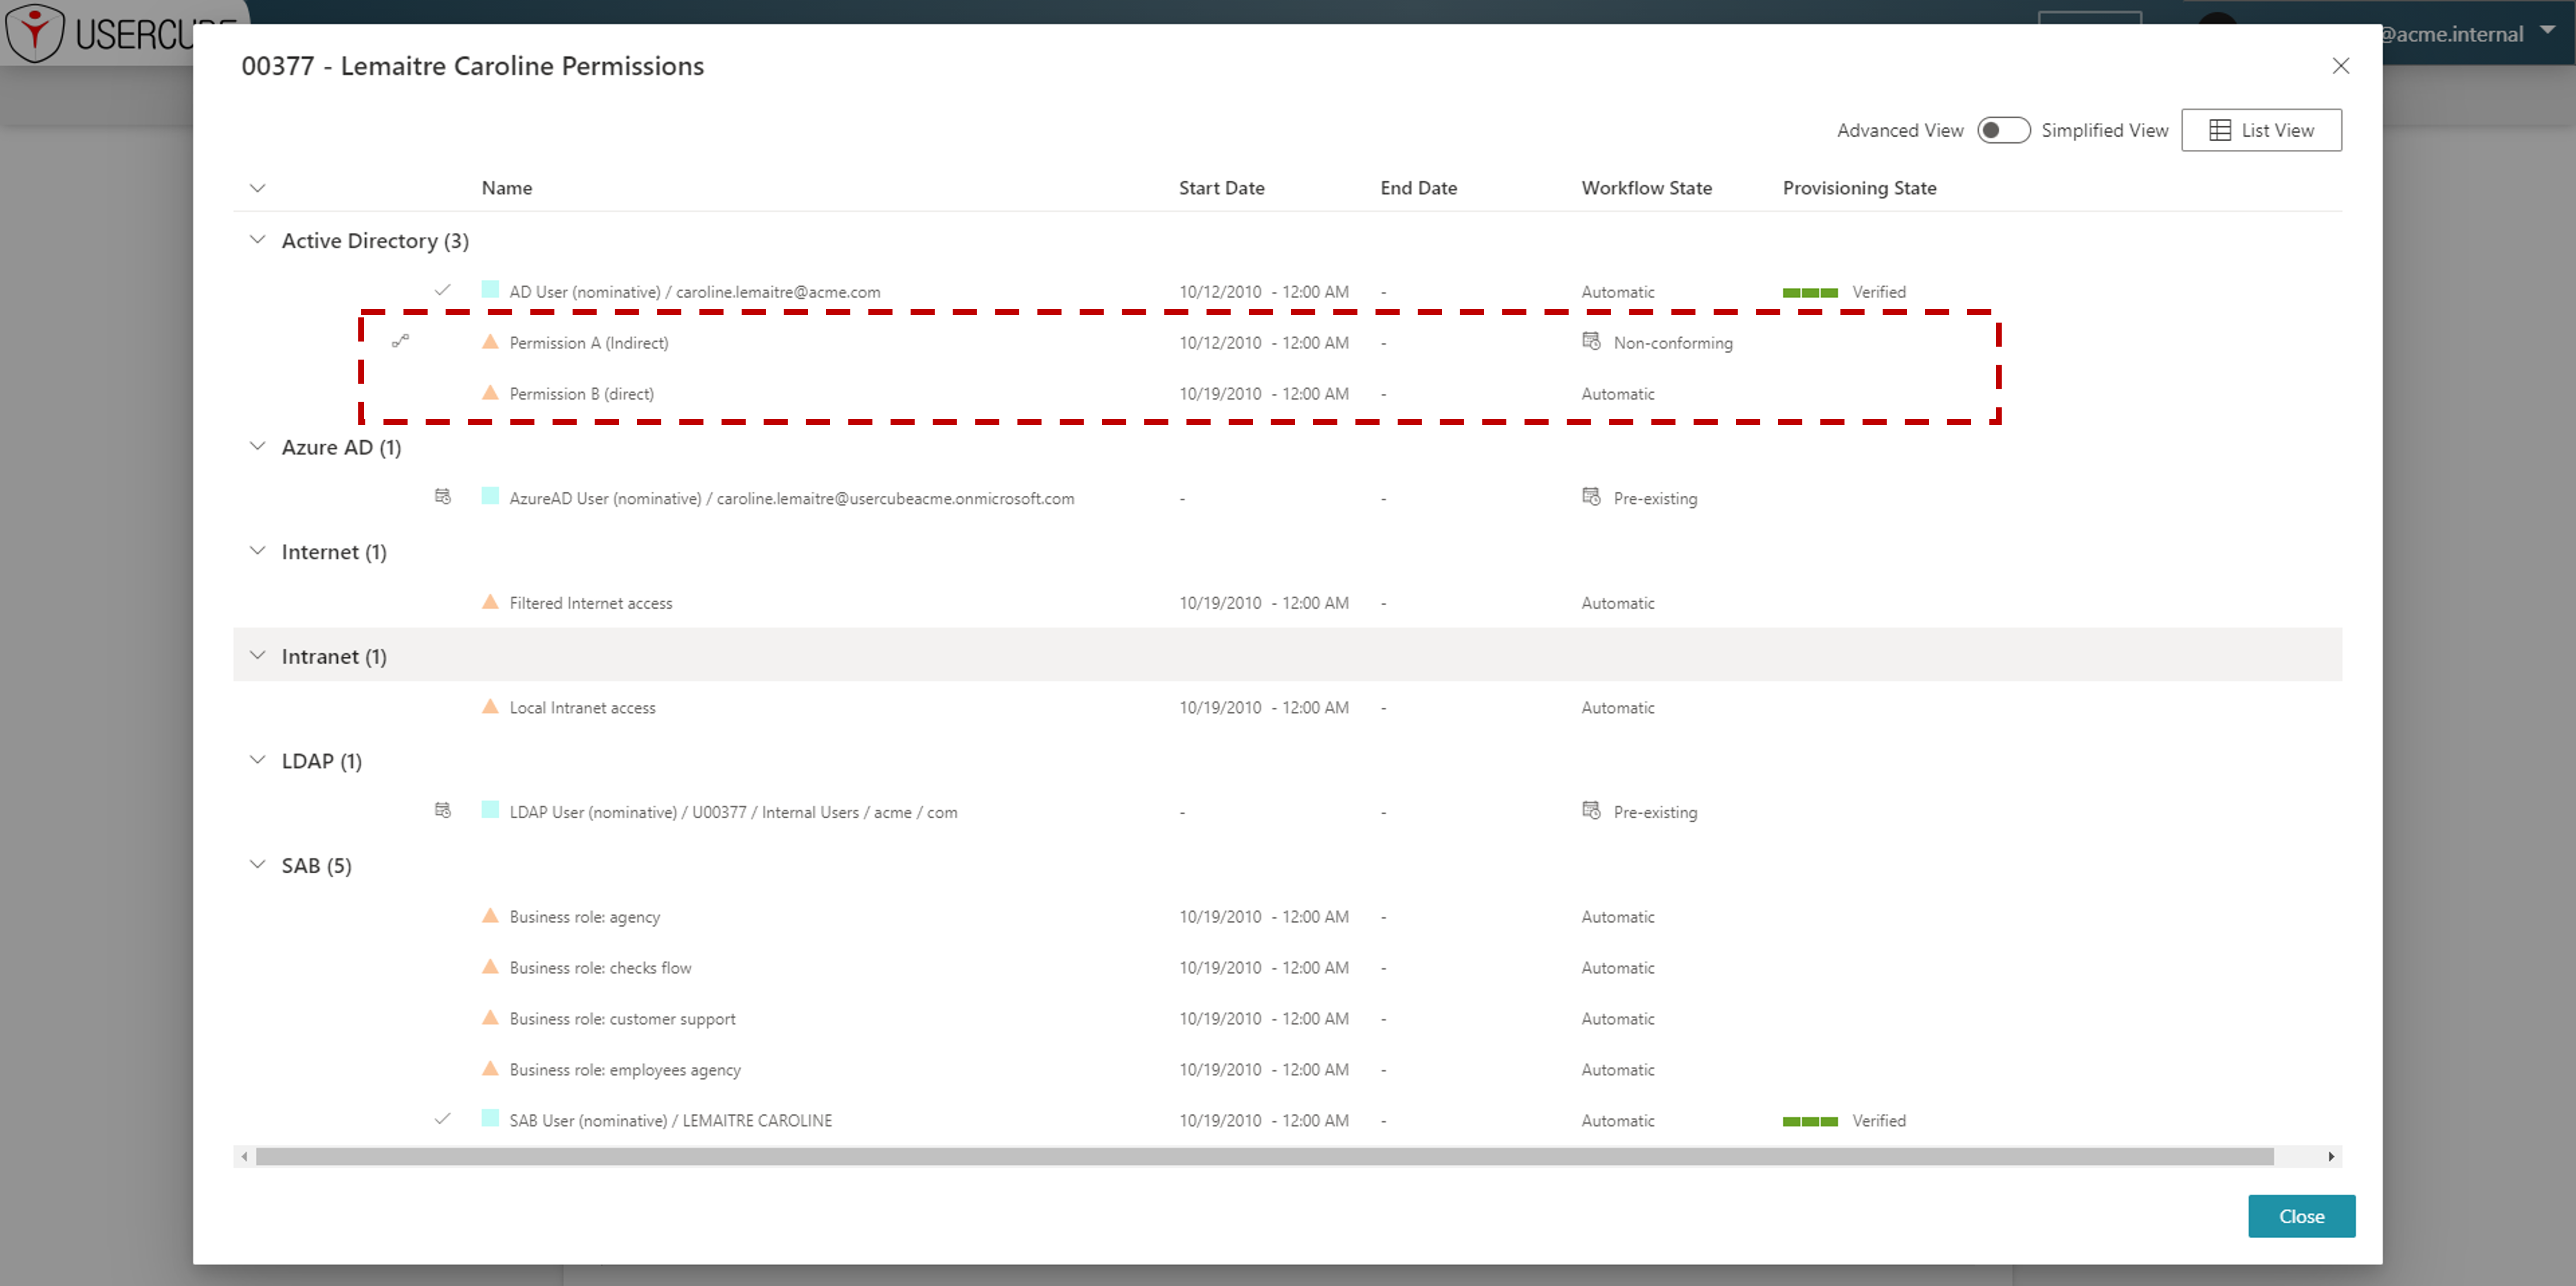 USERCUBE
@acme.internal
00377 - Lemaitre Caroline Permissions
Advanced View Simplified View List View
Name Start Date End Date Workflow State Provisioning State
Active Directory (3)
AD User (nominative) / caroline.lemaitre@acme.com 10/12/2010 - 12:00 AM - Automatic Verified
Permission A (Indirect) 10/12/2010 - 12:00 AM - Non-conforming
Permission B (direct) 10/19/2010 - 12:00 AM - Automatic
Azure AD (1)
AzureAD User (nominative) / caroline.lemaitre@usercubeacme.onmicrosoft.com - - Pre-existing
Internet (1)
Filtered Internet access 10/19/2010 - 12:00 AM - Automatic
Intranet (1)
Local Intranet access 10/19/2010 - 12:00 AM - Automatic
LDAP (1)
LDAP User (nominative) / U00377 / Internal Users / acme / com - - Pre-existing
SAB (5)
Business role: agency 10/19/2010 - 12:00 AM - Automatic
Business role: checks flow 10/19/2010 - 12:00 AM - Automatic
Business role: customer support 10/19/2010 - 12:00 AM - Automatic
Business role: employees agency 10/19/2010 - 12:00 AM - Automatic
SAB User (nominative) / LEMAITRE CAROLINE 10/19/2010 - 12:00 AM - Automatic Verified
Close